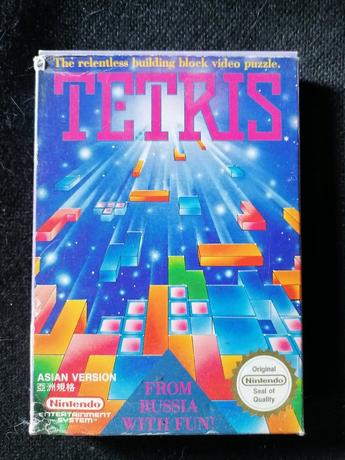 The relentless building block video puzzle.
TETRIS
ASIAN VERSION
亞洲規格
Nintendo
ENTERTAINMENT
SYSTEM™
FROM
RUSSIA
WITH FUN!
Original
Nintendo
Seal of
Quality